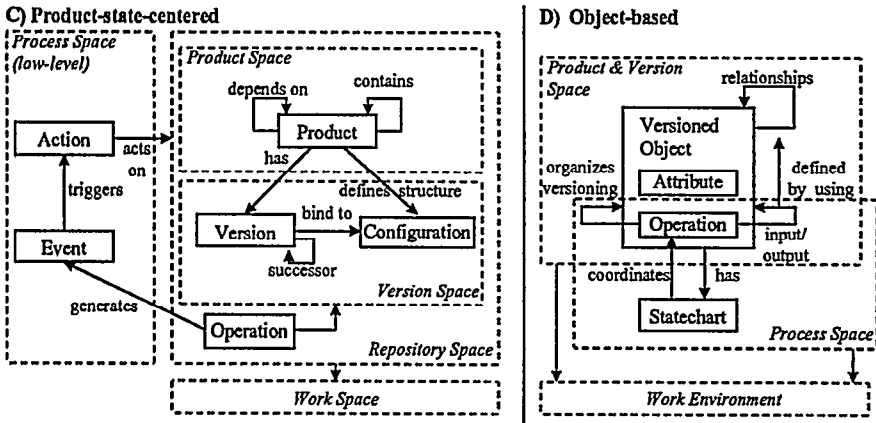 C) Product-state-centered
Process Space
(low-level)
Product Space
depends on
contains
Product
Action
acts
on
has
triggers
defines structure
bind to
Version
Configuration
Event
successor
generates
Version Space
Operation
Repository Space
Work Space
D) Object-based
Product & Version
Space
relationships
Versioned
Object
organizes
versioning
Attribute
defined
by using
Operation
input/
output
coordinates
has
Statechart
Process Space
Work Environment